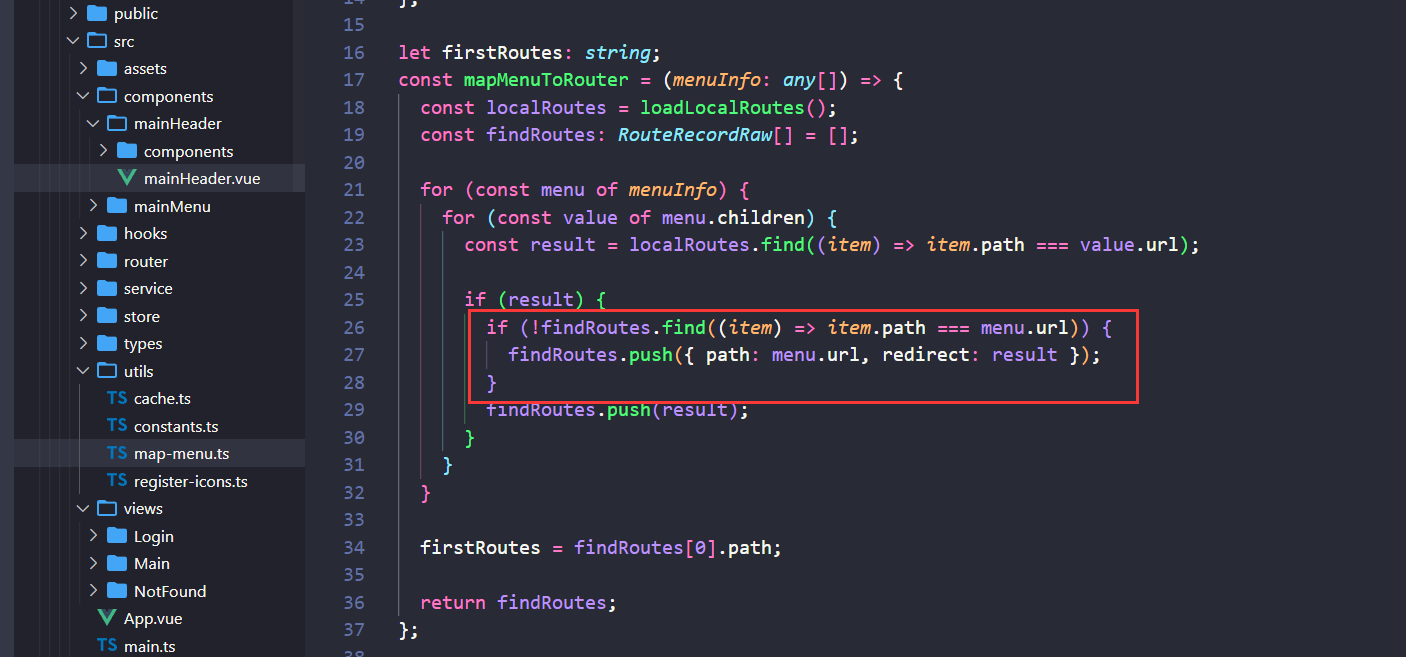 public
src
assets
components
mainHeader
components
mainHeader.vue
mainMenu
hooks
router
service
store
types
utils
TS cache.ts
TS constants.ts
TS map-menu.ts
TS register-icons.ts
views
Login
Main
NotFound
App.vue
TS main.ts
14 };
15
16 let firstRoutes: string;
17 const mapMenuToRouter = (menuInfo: any[]) => {
18 const localRoutes = loadLocalRoutes();
19 const findRoutes: RouteRecordRaw[] = [];
20
21 for (const menu of menuInfo) {
22 for (const value of menu.children) {
23 const result = localRoutes.find((item) => item.path === value.url);
24
25 if (result) {
26 if (!findRoutes.find((item) => item.path === menu.url)) {
27 findRoutes.push({ path: menu.url, redirect: result });
28 }
29 findRoutes.push(result);
30 }
31 }
32 }
33
34 firstRoutes = findRoutes[0].path;
35
36 return findRoutes;
37 };
38